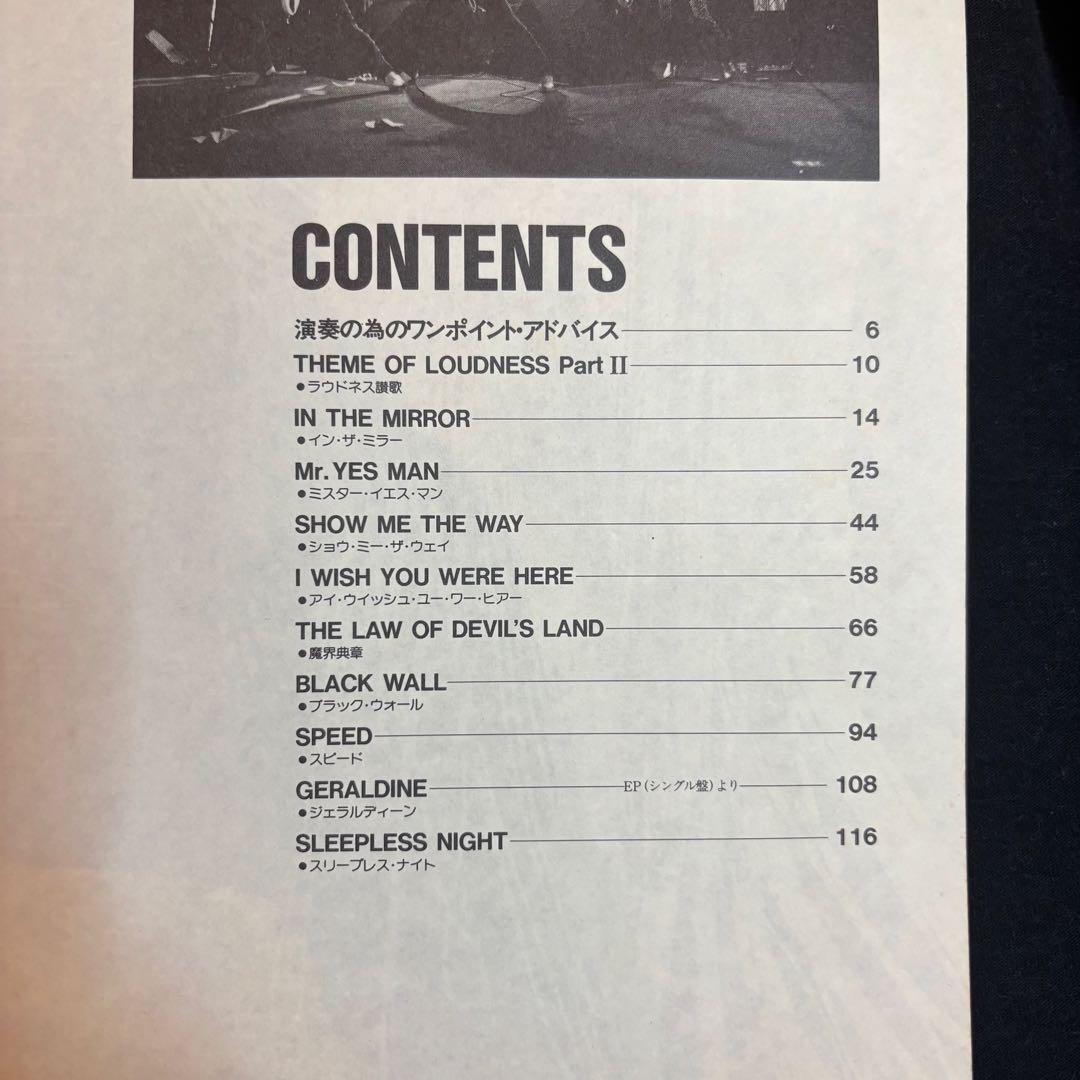 CONTENTS
演奏の為のワンポイント・アドバイス 6
THEME OF LOUDNESS Part II 10
●ラウドネス讃歌
IN THE MIRROR 14
●イン・ザ・ミラー
Mr. YES MAN 25
●ミスター・イエス・マン
SHOW ME THE WAY 44
●ショウ・ミー・ザ・ウェイ
I WISH YOU WERE HERE 58
●アイ・ウイッシュ・ユー・ワー・ヒアー
THE LAW OF DEVIL'S LAND 66
●魔界典章
BLACK WALL 77
●ブラック・ウォール
SPEED 94
●スピード
GERALDINE EP(シングル盤)より 108
●ジェラルディーン
SLEEPLESS NIGHT 116
●スリープレス・ナイト